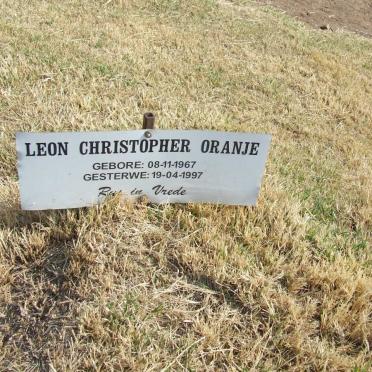 LEON CHRISTOPHER ORANJE
GEBORE: 08-11-1967
GESTERWE: 19-04-1997
Rus in Vrede